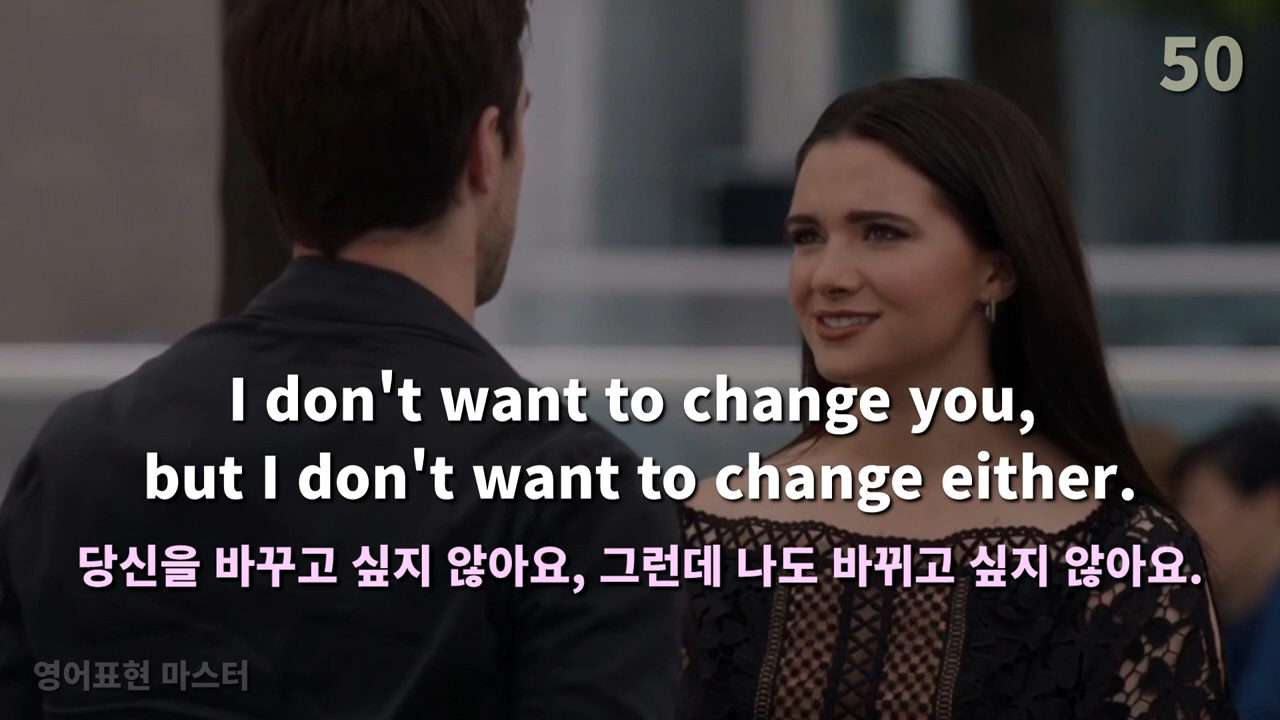 50
I don't want to change you,
but I don't want to change either.
당신을 바꾸고 싶지 않아요, 그런데 나도 바뀌고 싶지 않아요.
영어표현 마스터